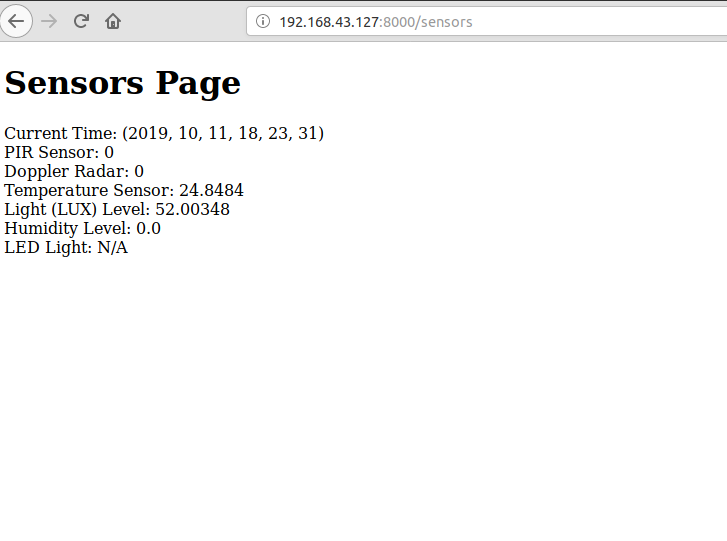 192.168.43.127:8000/sensors
Sensors Page
Current Time: (2019, 10, 11, 18, 23, 31)
PIR Sensor: 0
Doppler Radar: 0
Temperature Sensor: 24.8484
Light (LUX) Level: 52.00348
Humidity Level: 0.0
LED Light: N/A